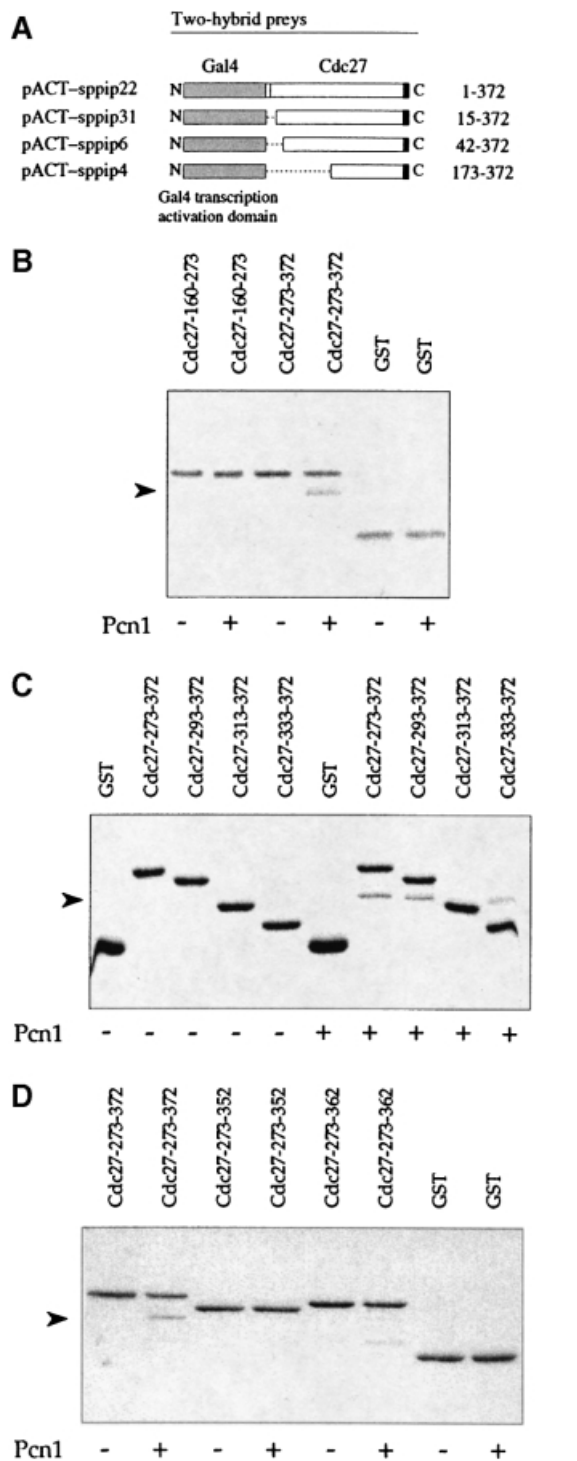 A
Two-hybrid preys
Gal4 Cdc27
pACT-sppip22 N C 1-372
pACT-sppip31 N C 15-372
pACT-sppip6 N C 42-372
pACT-sppip4 N C 173-372
Gal4 transcription
activation domain
B
Cdc27-160-273
Cdc27-160-273
Cdc27-273-372
Cdc27-273-372
GST
GST
Pcn1 - + - + - +
C
GST
Cdc27-273-372
Cdc27-293-372
Cdc27-313-372
Cdc27-333-372
GST
Cdc27-273-372
Cdc27-293-372
Cdc27-313-372
Cdc27-333-372
Pcn1 - - - - - + + + + +
D
Cdc27-273-372
Cdc27-273-372
Cdc27-273-352
Cdc27-273-352
Cdc27-273-362
Cdc27-273-362
GST
GST
Pcn1 - + - + - + - +